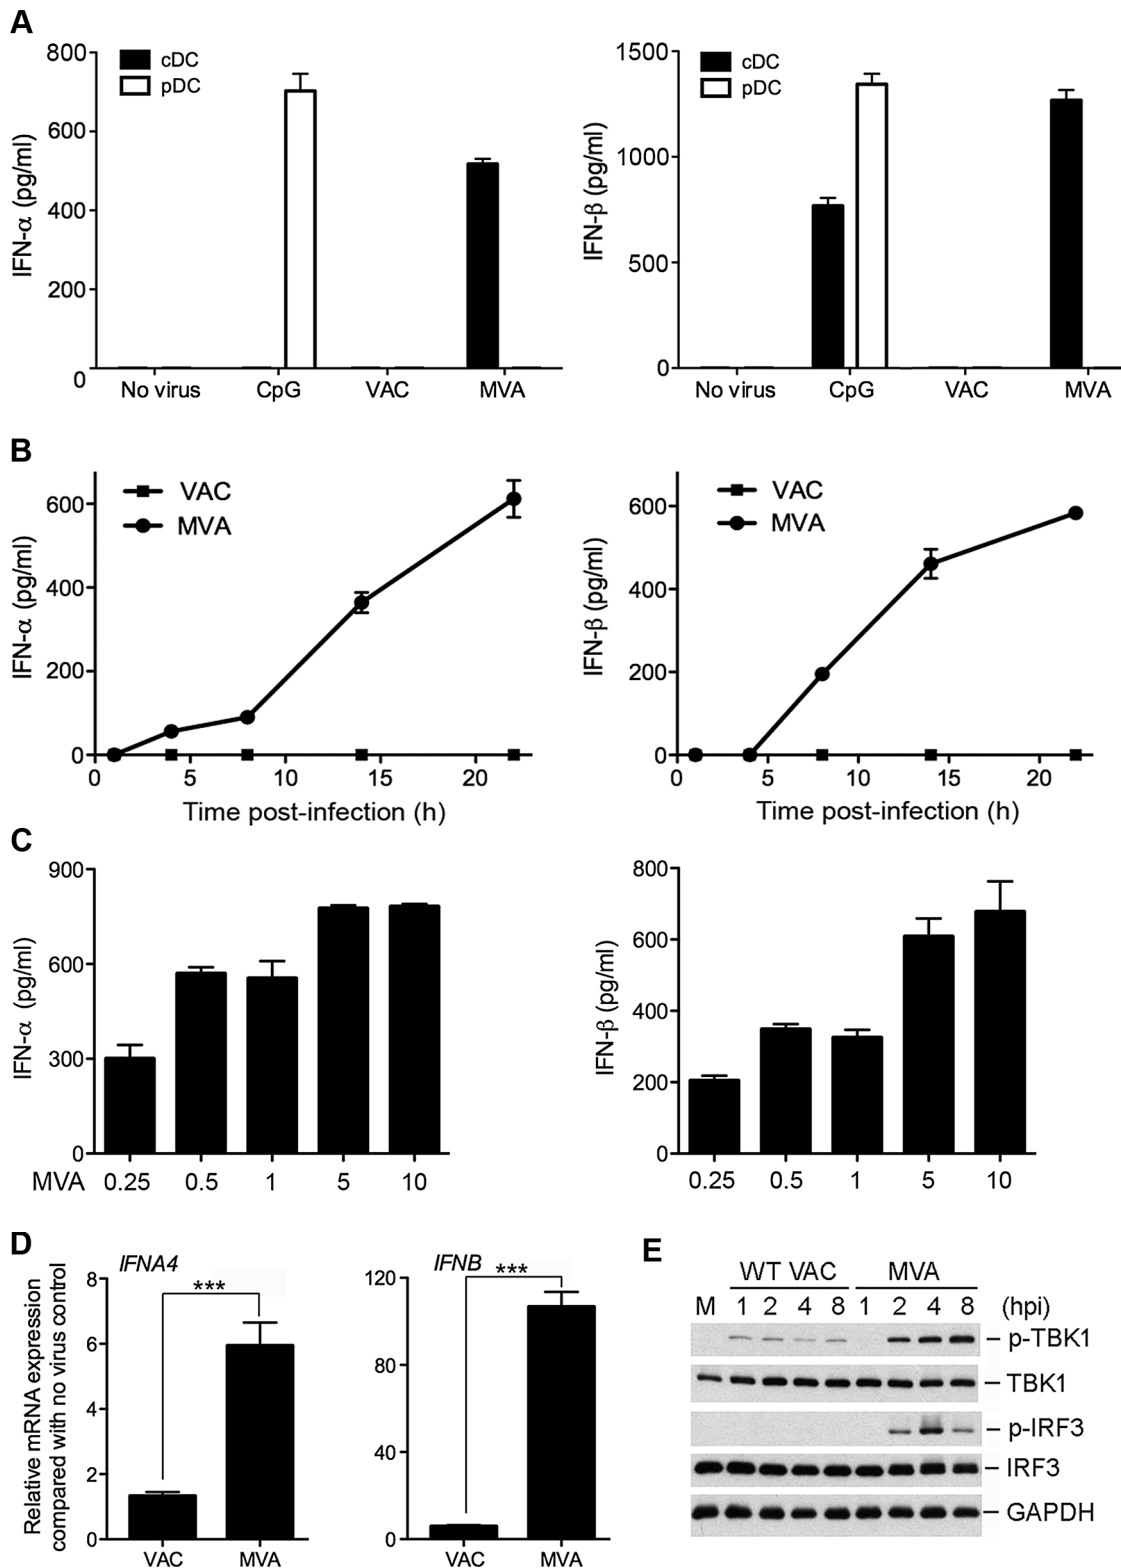 A
IFN-α (pg/ml)
800
600
400
200
0
cDC
pDC
No virus CpG VAC MVA
IFN-β (pg/ml)
1500
1000
500
0
cDC
pDC
No virus CpG VAC MVA
B
IFN-α (pg/ml)
600
400
200
0
VAC
MVA
0 5 10 15 20
Time post-infection (h)
IFN-β (pg/ml)
600
400
200
0
VAC
MVA
0 5 10 15 20
Time post-infection (h)
C
IFN-α (pg/ml)
900
600
300
0
MVA 0.25 0.5 1 5 10
IFN-β (pg/ml)
800
600
400
200
0
0.25 0.5 1 5 10
D
Relative mRNA expression
compared with no virus control
IFNA4
***
8
6
4
2
0
VAC MVA
IFNB
***
120
80
40
0
VAC MVA
E
WT VAC MVA
M 1 2 4 8 1 2 4 8 (hpi)
p-TBK1
TBK1
p-IRF3
IRF3
GAPDH